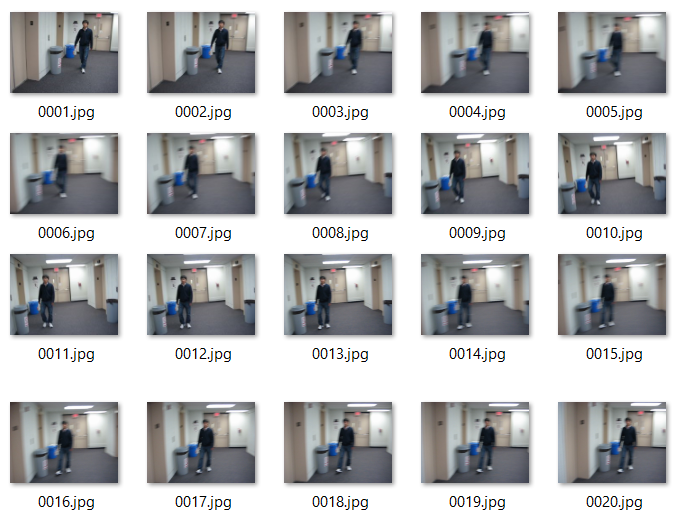 0001.jpg 0002.jpg 0003.jpg 0004.jpg 0005.jpg
0006.jpg 0007.jpg 0008.jpg 0009.jpg 0010.jpg
0011.jpg 0012.jpg 0013.jpg 0014.jpg 0015.jpg
0016.jpg 0017.jpg 0018.jpg 0019.jpg 0020.jpg